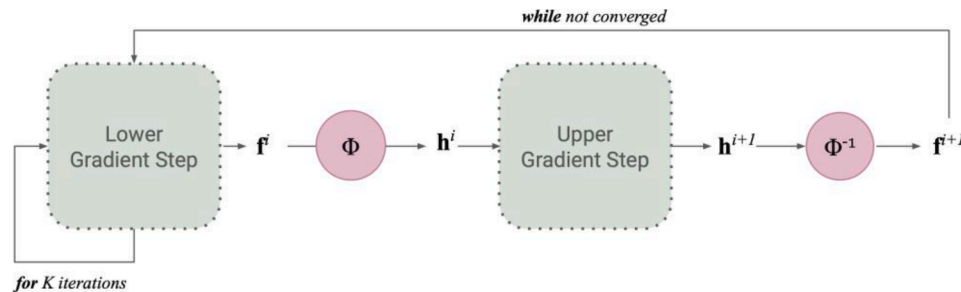 while not converged
Lower
Gradient Step
f^i
Φ
h^i
Upper
Gradient Step
h^{i+1}
Φ^{-1}
f^{i+1}
for K iterations